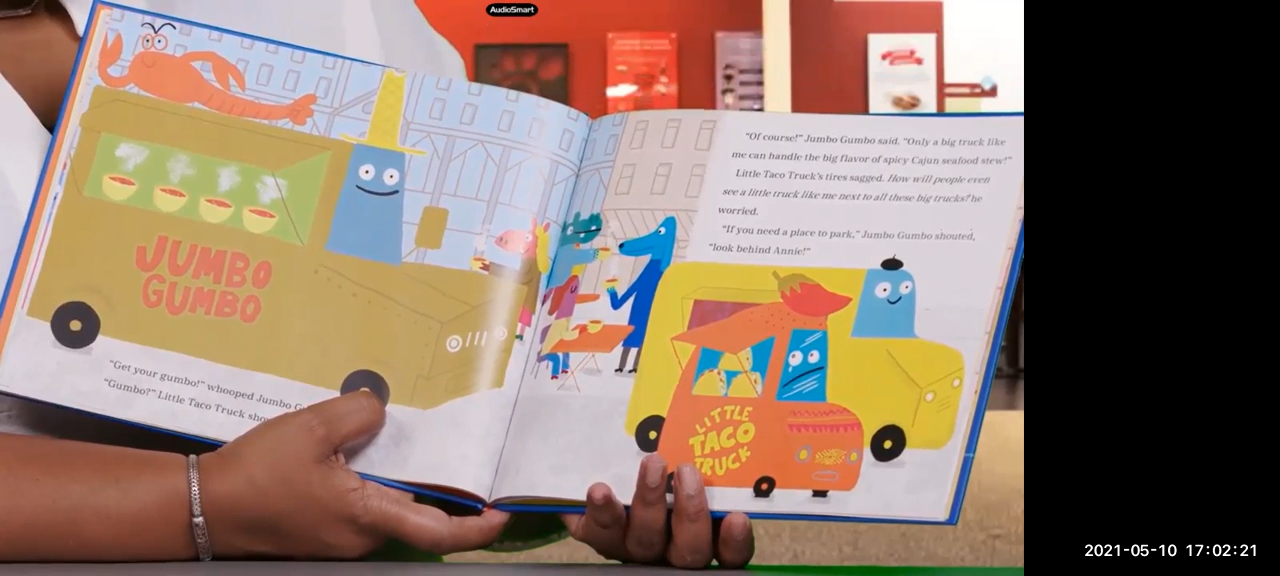 AudioSmart
JUMBO
GUMBO
"Get your gumbo!" whooped Jumbo
"Gumbo?" Little Taco Truck
"Of course!" Jumbo Gumbo said. "Only a big truck like
me can handle the big flavor of spicy Cajun seafood stew!"
Little Taco Truck's tires sagged. How will people even
see a little truck like me next to all these big trucks? he
worried.
"If you need a place to park," Jumbo Gumbo shouted,
"look behind Annie!"
LITTLE
TACO
TRUCK
2021-05-10 17:02:21